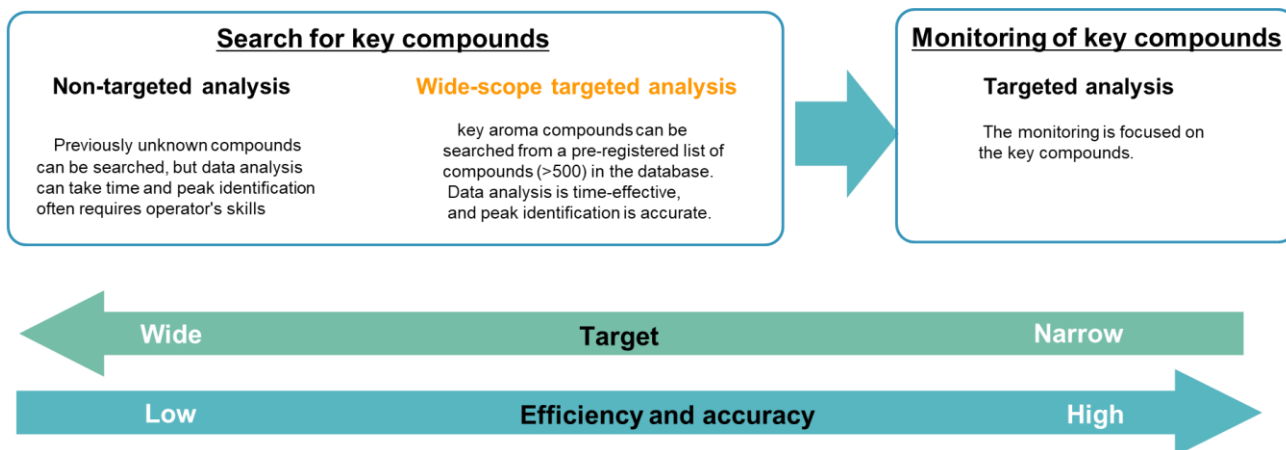 Search for key compounds
Non-targeted analysis
Previously unknown compounds
can be searched, but data analysis
can take time and peak identification
often requires operator's skills
Wide-scope targeted analysis
key aroma compounds can be
searched from a pre-registered list of
compounds (>500) in the database.
Data analysis is time-effective,
and peak identification is accurate.
Monitoring of key compounds
Targeted analysis
The monitoring is focused on
the key compounds.
Wide Target Narrow
Low Efficiency and accuracy High